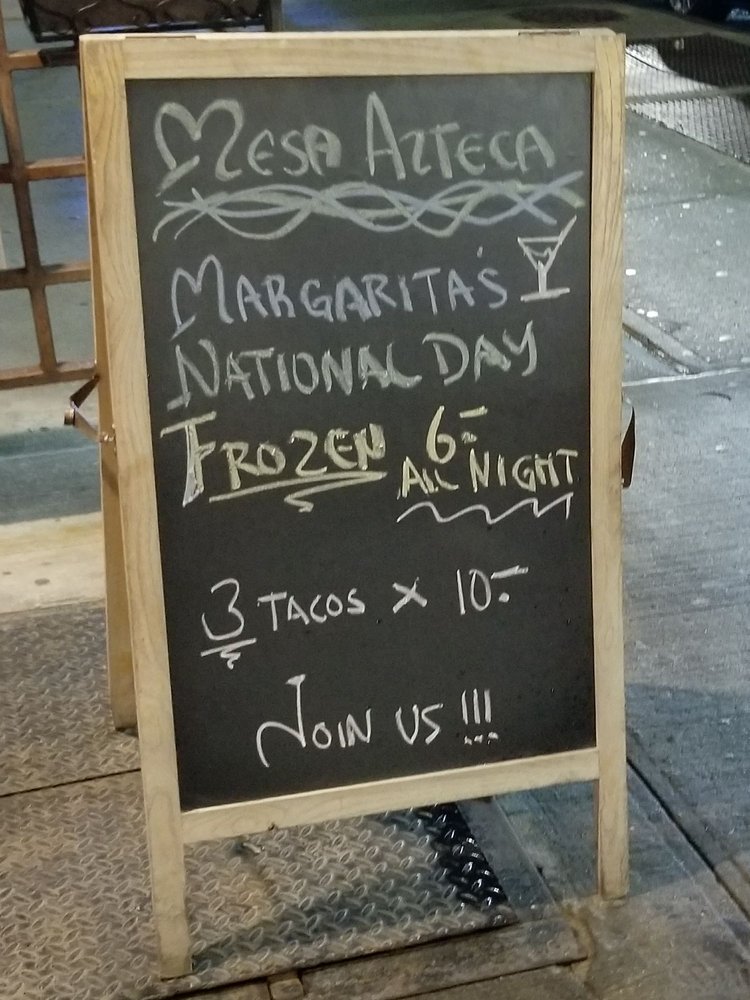 MESA AZTECA
MARGARITA'S
NATIONAL DAY
FROZEN 6.-
ALL NIGHT
3 TACOS x 10.-
JOIN US !!!